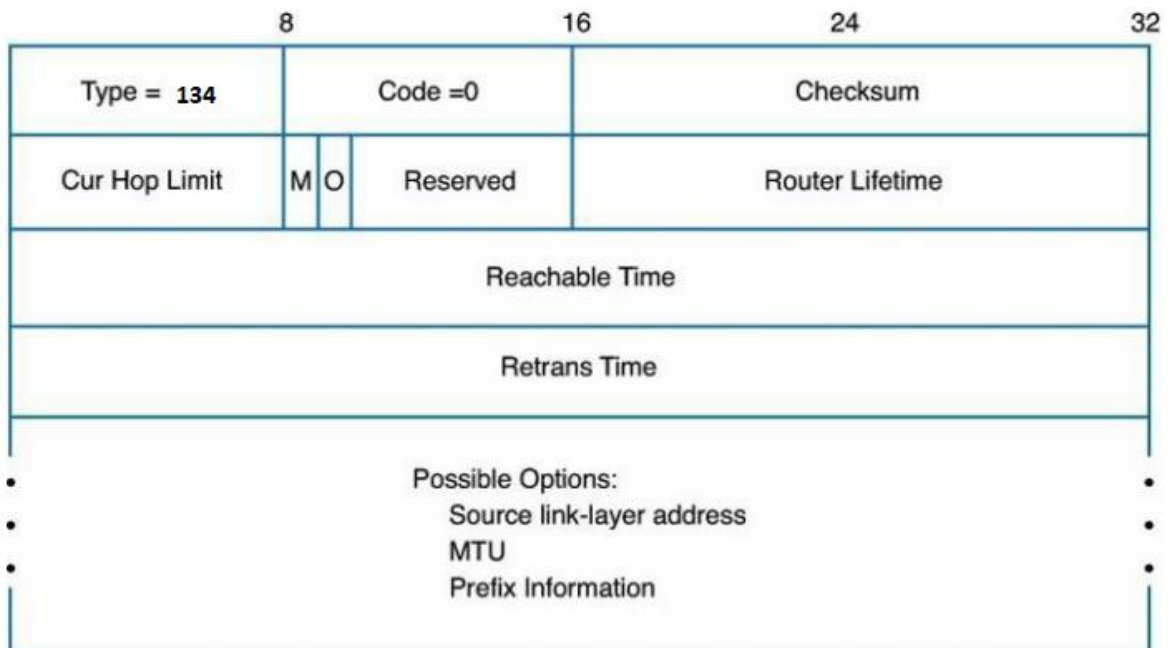 8 16 24 32
Type = 134 Code =0 Checksum
Cur Hop Limit M O Reserved Router Lifetime
Reachable Time
Retrans Time
Possible Options:
Source link-layer address
MTU
Prefix Information